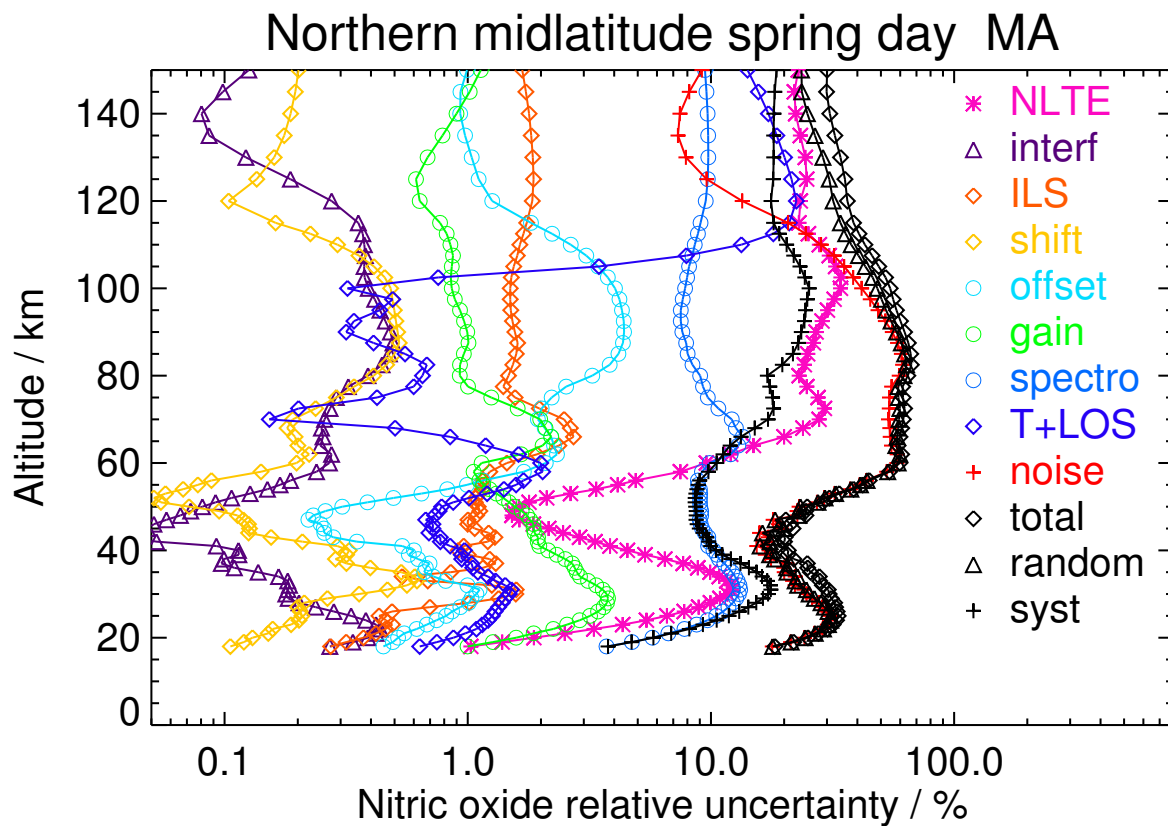 Northern midlatitude spring day MA
NLTE
interf
ILS
shift
offset
gain
spectro
T+LOS
noise
total
random
syst
Altitude / km
140
120
100
80
60
40
20
0
0.1 1.0 10.0 100.0
Nitric oxide relative uncertainty / %